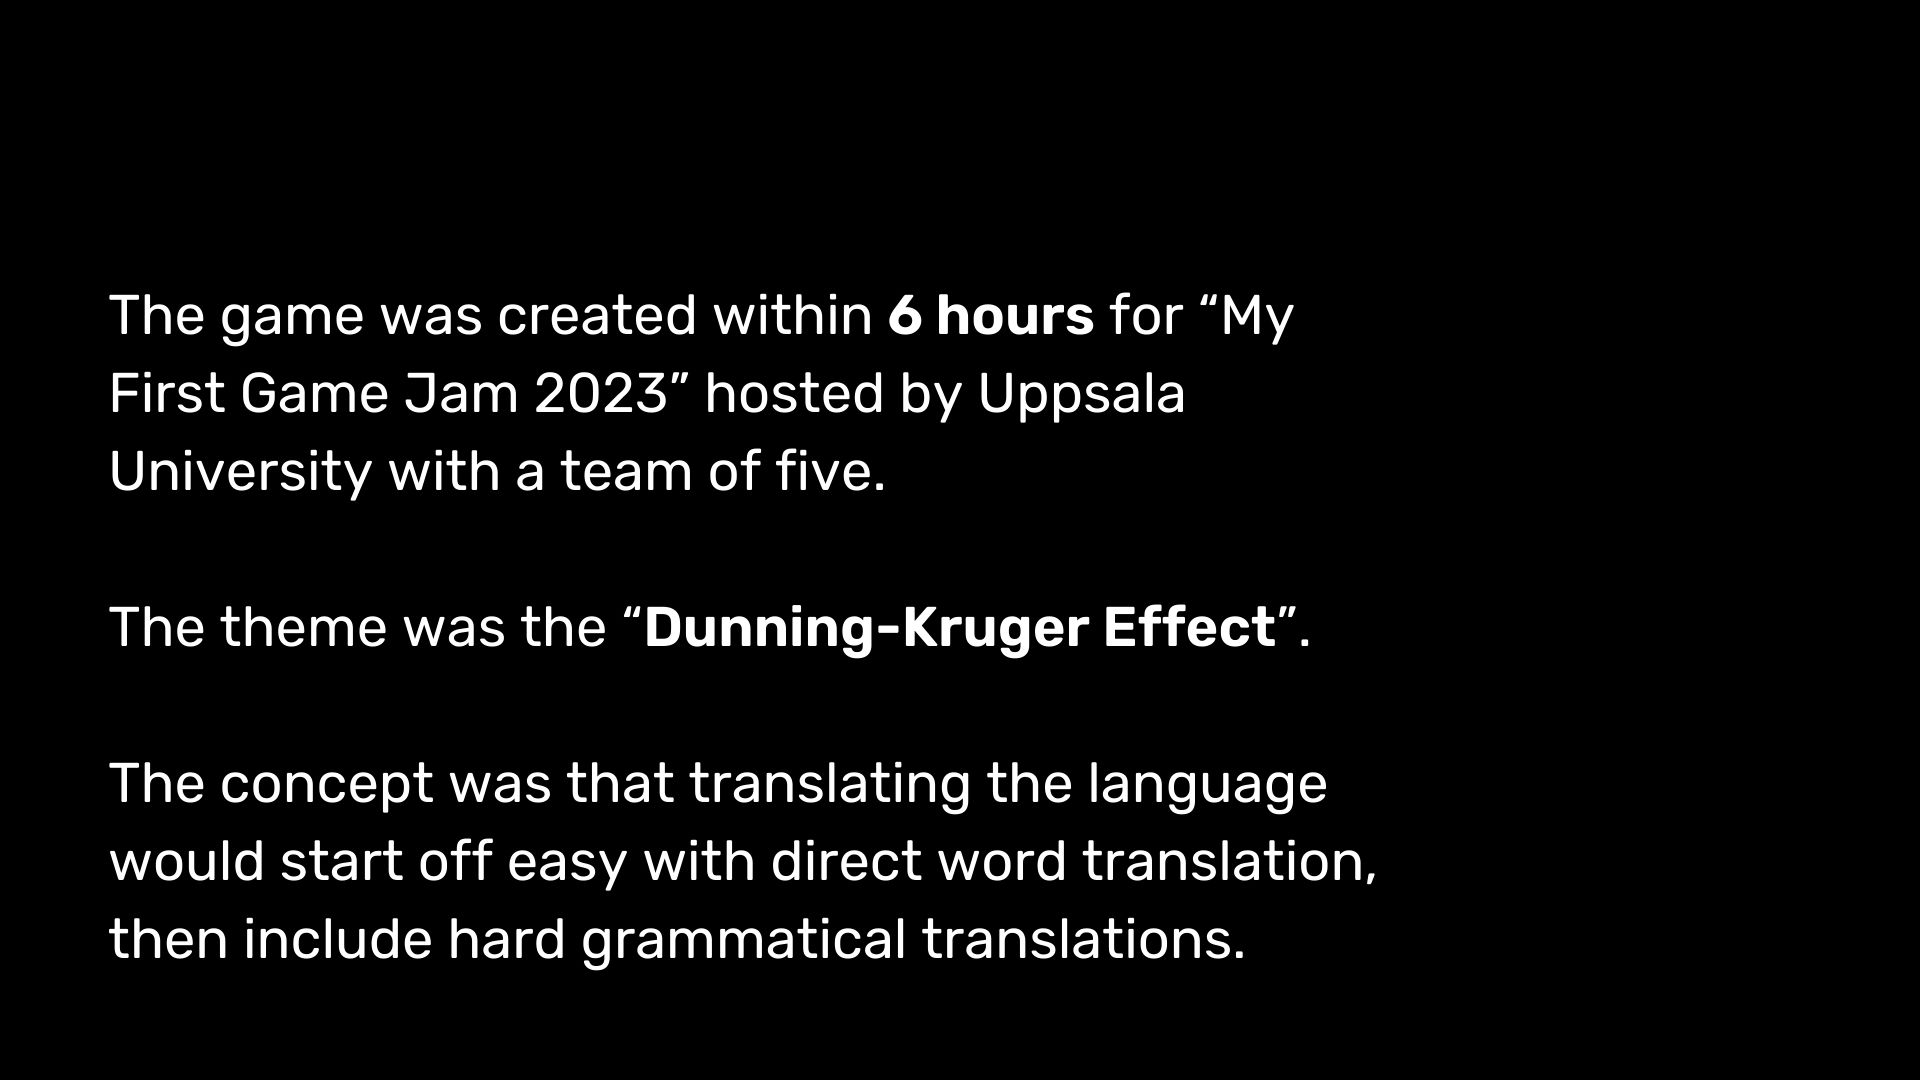 The game was created within 6 hours for “My
First Game Jam 2023” hosted by Uppsala
University with a team of five.
The theme was the “Dunning-Kruger Effect”.
The concept was that translating the language
would start off easy with direct word translation,
then include hard grammatical translations.